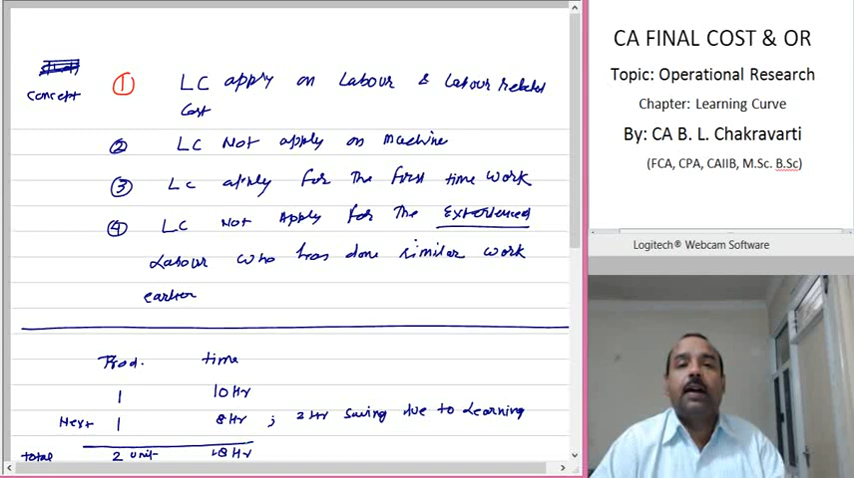 Concept
① LC apply on Labour & Labour Related
Cost
② LC Not apply on Machine
③ LC apply for the First time work
④ LC Not Apply for the Experienced
Labour who has done similar work
earlier
Prod. time
1 10 Hr
Next 1 8 Hr ; 2 Hr Saving due to Learning
total 2 unit 18 Hr
CA FINAL COST & OR
Topic: Operational Research
Chapter: Learning Curve
By: CA B. L. Chakravarti
(FCA, CPA, CAIIB, M.Sc. B.Sc)
Logitech® Webcam Software